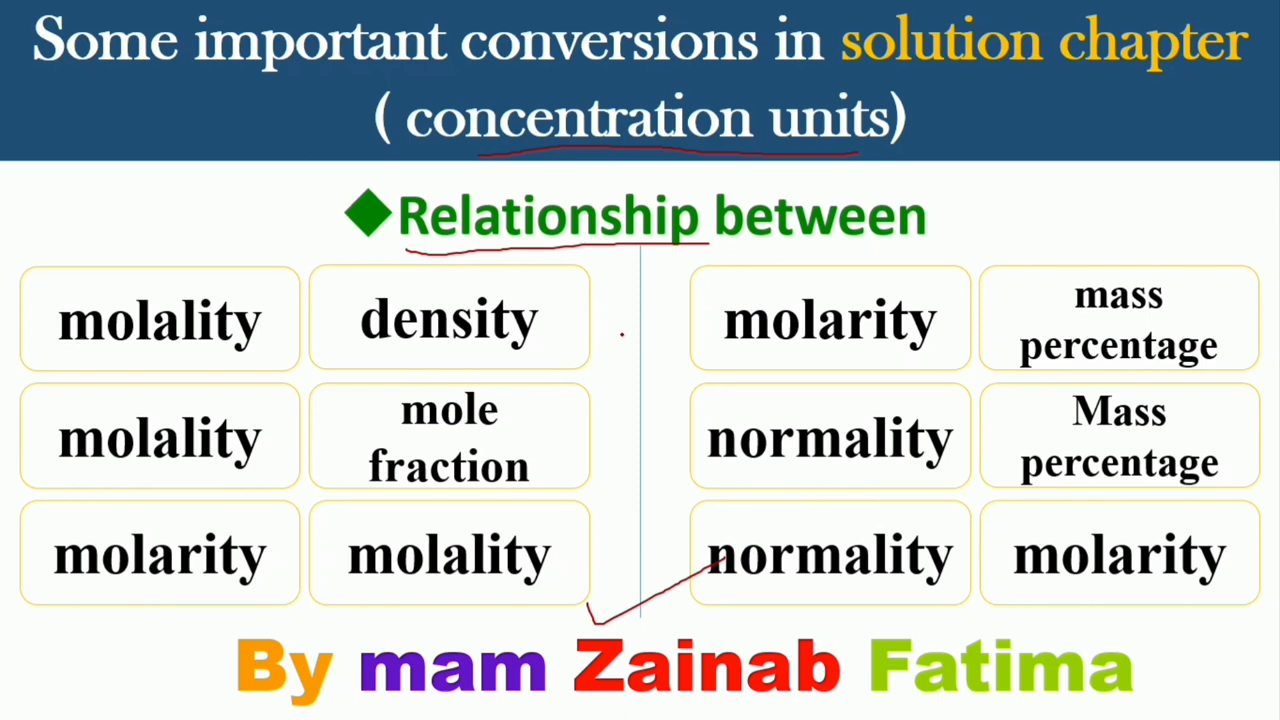 Some important conversions in solution chapter
( concentration units)
Relationship between
molality
density
molality
mole
fraction
molarity
molality
molarity
mass
percentage
normality
Mass
percentage
normality
molarity
By mam Zainab Fatima